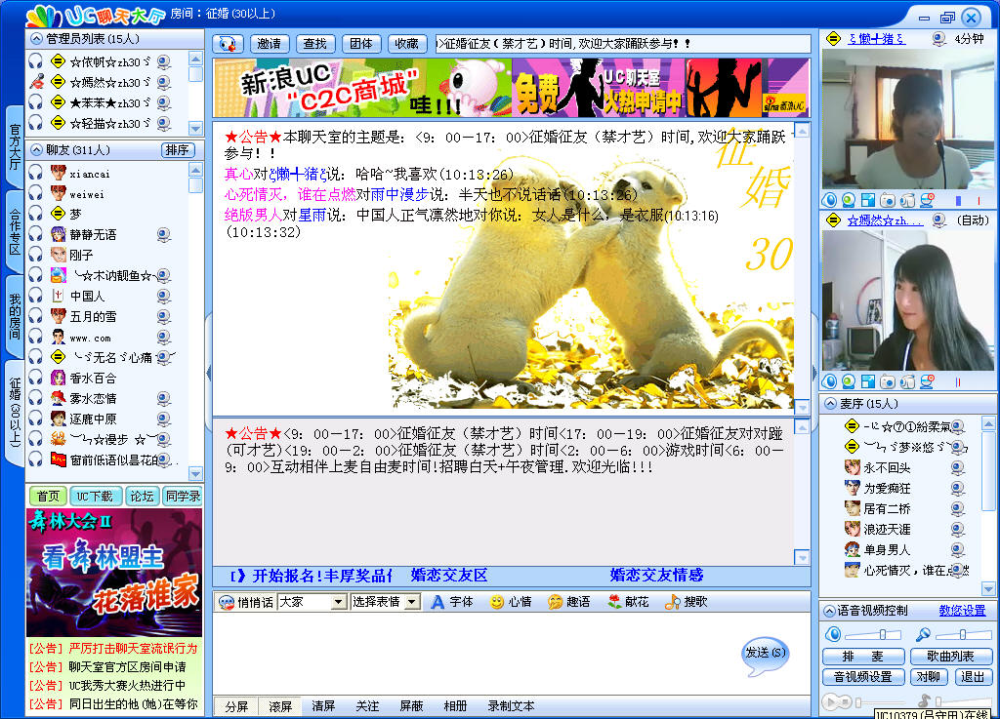 UC聊天大厅 房间：征婚(30以上)
管理员列表(15人)
☆依帆☆zh30
☆嫣然☆zh30
★苯苯★zh30
☆轻描☆zh30
聊友(311人) 排序
xiancai
weiwei
梦
静静无语
刚子
☆木讷靓鱼☆
中国人
五月的雪
www.com
无名 心痛
香水百合
雾水恋情
逐鹿中原
☆漫步 ☆
窗前低语似昙花
官方大厅
合作专区
我的房间
征婚(30以上)
首页 UC下载 论坛 同学录
舞林大会II
看舞林盟主
花落谁家
[公告] 严厉打击聊天室流氓行为
[公告] 聊天室官方区房间申请
[公告] UC我秀大赛火热进行中
[公告] 同日出生的他(她)在等你
邀请 查找 团体 收藏 >征婚征友(禁才艺)时间,欢迎大家踊跃参与！！
新浪UC
"C2C商城"
哇!!!
免费
UC聊天室
火热申请中
sina新浪UC
★公告★本聊天室的主题是：<9：00－17：00>征婚征友（禁才艺）时间,欢迎大家踊跃
参与！！
真心对ξ懒╃猪ξ说：哈哈~我喜欢(10:13:26)
心死情灭，谁在点燃对雨中漫步说：半天也不说话话(10:13:26)
绝版男人对星雨说：中国人正气凛然地对你说：女人是什么，是衣服(10:13:16)
(10:13:32)
征
婚
30
★公告★<9：00－17：00>征婚征友（禁才艺）时间<17：00－19：00>征婚征友对对碰
(可才艺)<19：00－2：00>征婚征友（禁才艺）时间<2：00－6：00>游戏时间<6：00－
9：00>互动相伴上麦自由麦时间!招聘白天+午夜管理.欢迎光临!!!
【》开始报名!丰厚奖品 婚恋交友区 婚恋交友情感
悄悄话 大家 选择表情 A 字体 心情 趣语 献花 搜歌
发送(S)
分屏 滚屏 清屏 关注 屏蔽 相册 录制文本
ξ懒╃猪ξ 4分钟
☆嫣然☆zh... (自动)
麦序(15人)
☆⑦①紛柔氣
梦※悠
永不回头
为爱痴狂
居有二桥
浪迹天涯
单身男人
心死情灭，谁在点燃
语音视频控制 教您设置
排 麦 歌曲列表
音视频设置 对聊 退出
UC10379(吕守田)在线